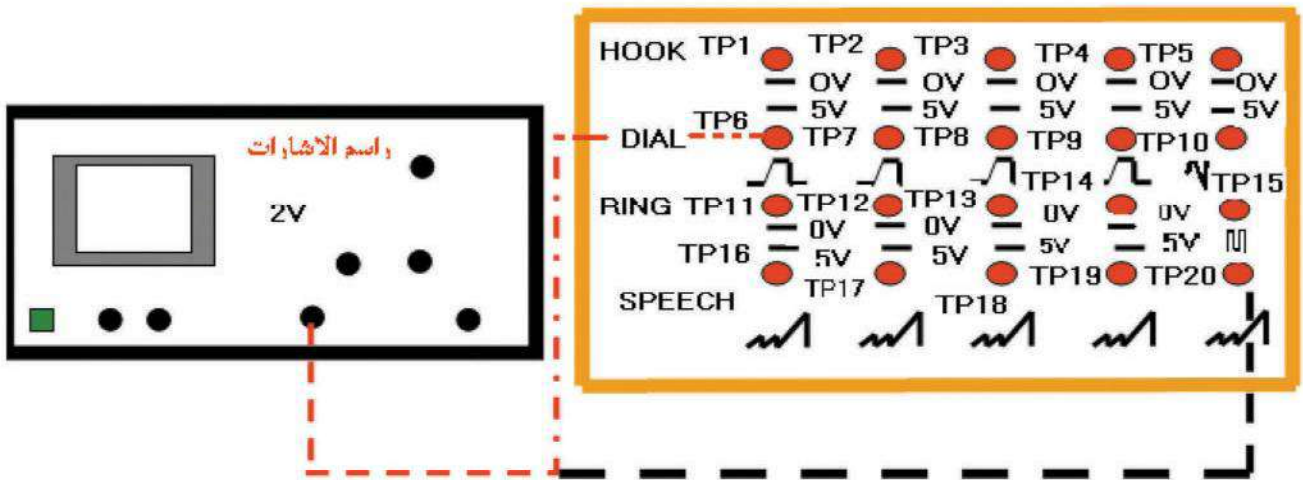 راسم الاشارات
2V
HOOK TP1 TP2 TP3 TP4 TP5
0V 0V 0V 0V 0V
5V 5V 5V 5V 5V
TP6
DIAL TP7 TP8 TP9 TP10
TP14 TP15
RING TP11 TP12 TP13
0V 0V 0V 0V
TP16 5V 5V 5V 5V
TP17 TP19 TP20
SPEECH TP18